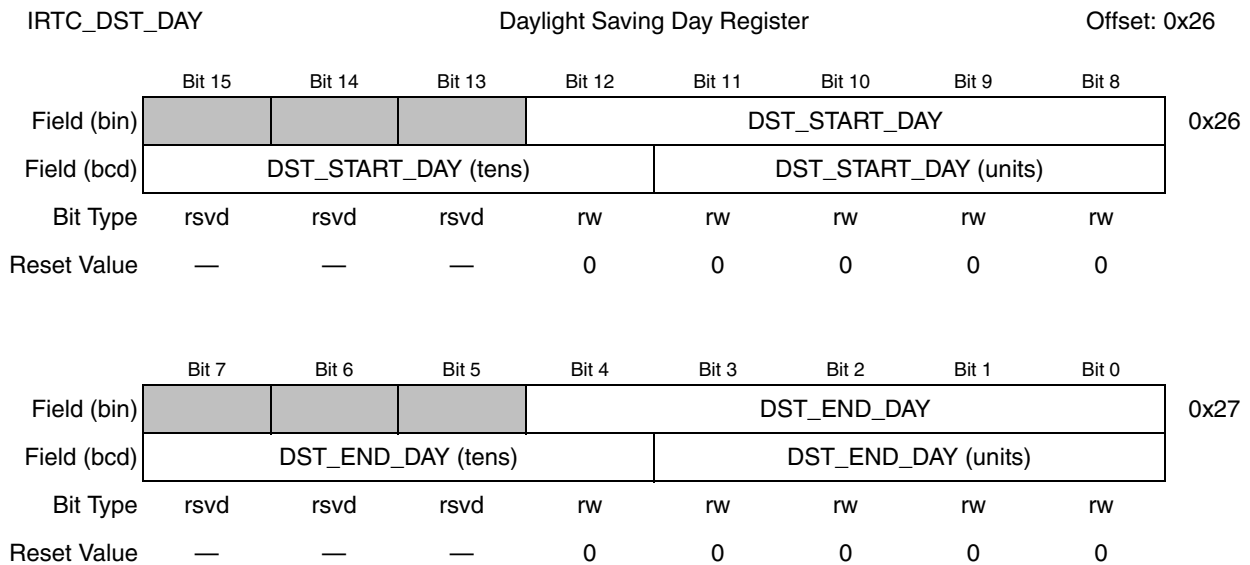 IRTC_DST_DAY Daylight Saving Day Register Offset: 0x26
Bit 15 Bit 14 Bit 13 Bit 12 Bit 11 Bit 10 Bit 9 Bit 8
Field (bin) DST_START_DAY 0x26
Field (bcd) DST_START_DAY (tens) DST_START_DAY (units)
Bit Type rsvd rsvd rsvd rw rw rw rw rw
Reset Value — — — 0 0 0 0 0
Bit 7 Bit 6 Bit 5 Bit 4 Bit 3 Bit 2 Bit 1 Bit 0
Field (bin) DST_END_DAY 0x27
Field (bcd) DST_END_DAY (tens) DST_END_DAY (units)
Bit Type rsvd rsvd rsvd rw rw rw rw rw
Reset Value — — — 0 0 0 0 0